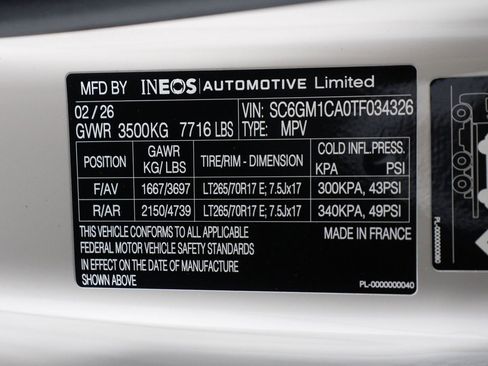 MFD BY INEOS AUTOMOTIVE Limited
02 / 26 VIN: SC6GM1CA0TF034326
GVWR 3500KG 7716 LBS TYPE: MPV
POSITION GAWR KG/ LBS TIRE/RIM - DIMENSION COLD INFL.PRESS. KPA PSI
F/AV 1667/3697 LT265/70R17 E; 7.5Jx17 300KPA, 43PSI
R/AR 2150/4739 LT265/70R17 E; 7.5Jx17 340KPA, 49PSI
THIS VEHICLE CONFORMS TO ALL APPLICABLE MADE IN FRANCE
FEDERAL MOTOR VEHICLE SAFETY STANDARDS
IN EFFECT ON THE DATE OF MANUFACTURE
SHOWN ABOVE
PL-0000000040
PL-0000000080